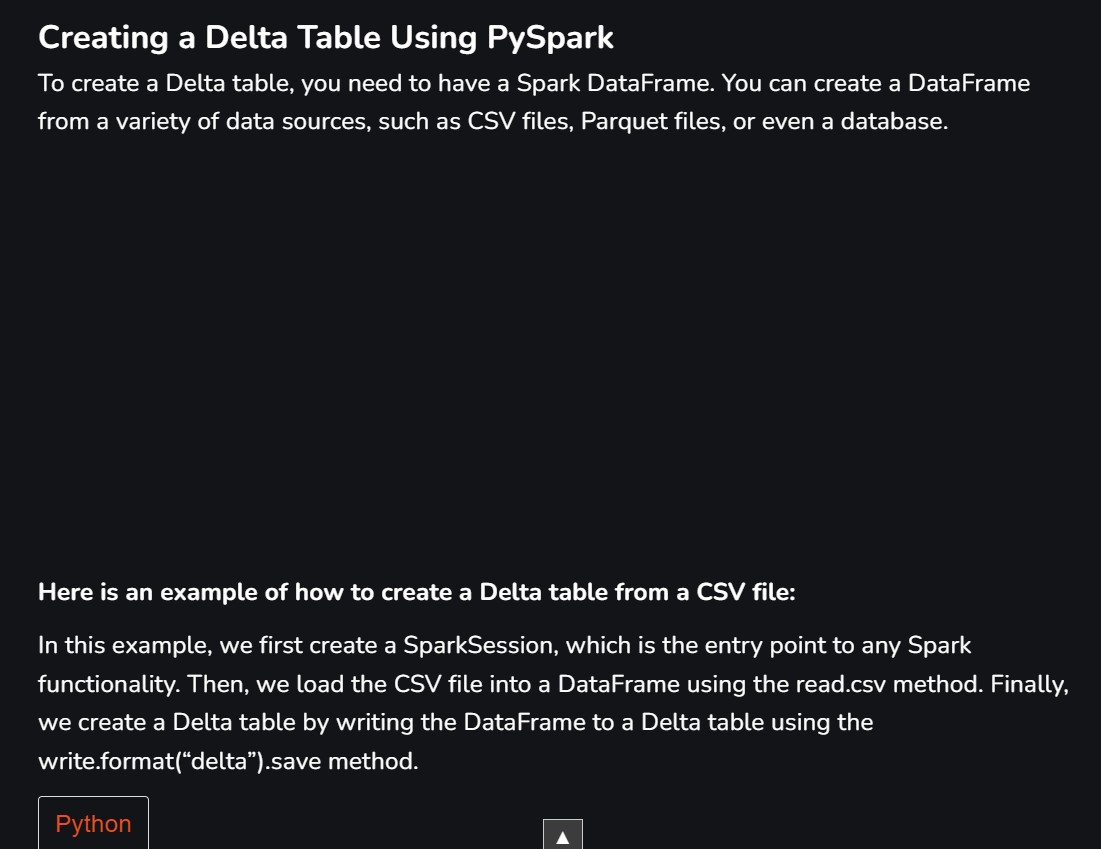 Creating a Delta Table Using PySpark
To create a Delta table, you need to have a Spark DataFrame. You can create a DataFrame
from a variety of data sources, such as CSV files, Parquet files, or even a database.
Here is an example of how to create a Delta table from a CSV file:
In this example, we first create a SparkSession, which is the entry point to any Spark
functionality. Then, we load the CSV file into a DataFrame using the read.csv method. Finally,
we create a Delta table by writing the DataFrame to a Delta table using the
write.format(“delta”).save method.
Python